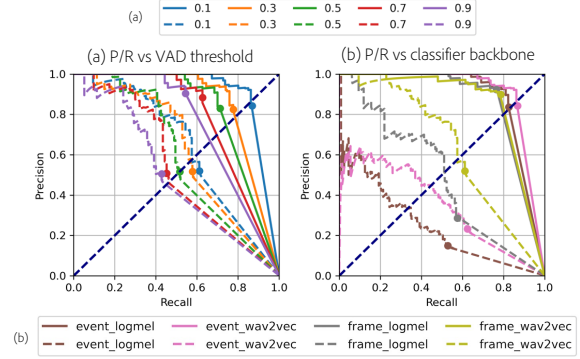 (a) 0.1 0.3 0.5 0.7 0.9
0.1 0.3 0.5 0.7 0.9
(a) P/R vs VAD threshold
(b) P/R vs classifier backbone
1.0
0.8
0.6
0.4
0.2
0.0
Precision
0.0 0.2 0.4 0.6 0.8 1.0
Recall
1.0
0.8
0.6
0.4
0.2
0.0
Precision
0.0 0.2 0.4 0.6 0.8 1.0
Recall
(b) event_logmel event_wav2vec frame_logmel frame_wav2vec
event_logmel event_wav2vec frame_logmel frame_wav2vec